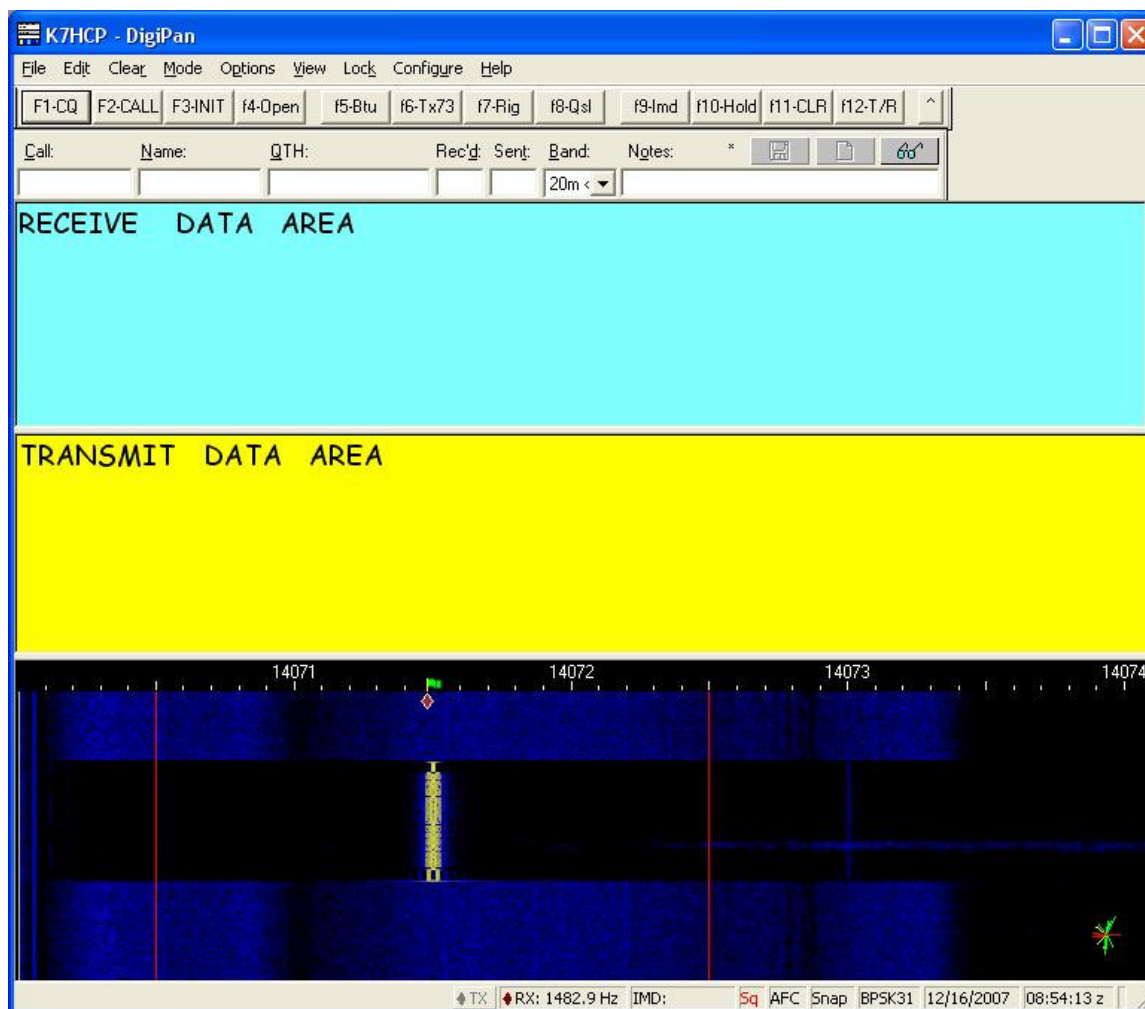 K7HCP - DigiPan
File Edit Clear Mode Options View Lock Configure Help
F1-CQ F2-CALL F3-INIT f4-Open f5-Btu f6-Tx73 f7-Rig f8-Qsl f9-Imd f10-Hold f11-CLR f12-T/R ^
Call: Name: QTH: Rec'd: Sent: Band: Notes: *
20m <
RECEIVE DATA AREA
TRANSMIT DATA AREA
14071 14072 14073 14074
TX RX: 1482.9 Hz IMD: Sq AFC Snap BPSK31 12/16/2007 08:54:13 z